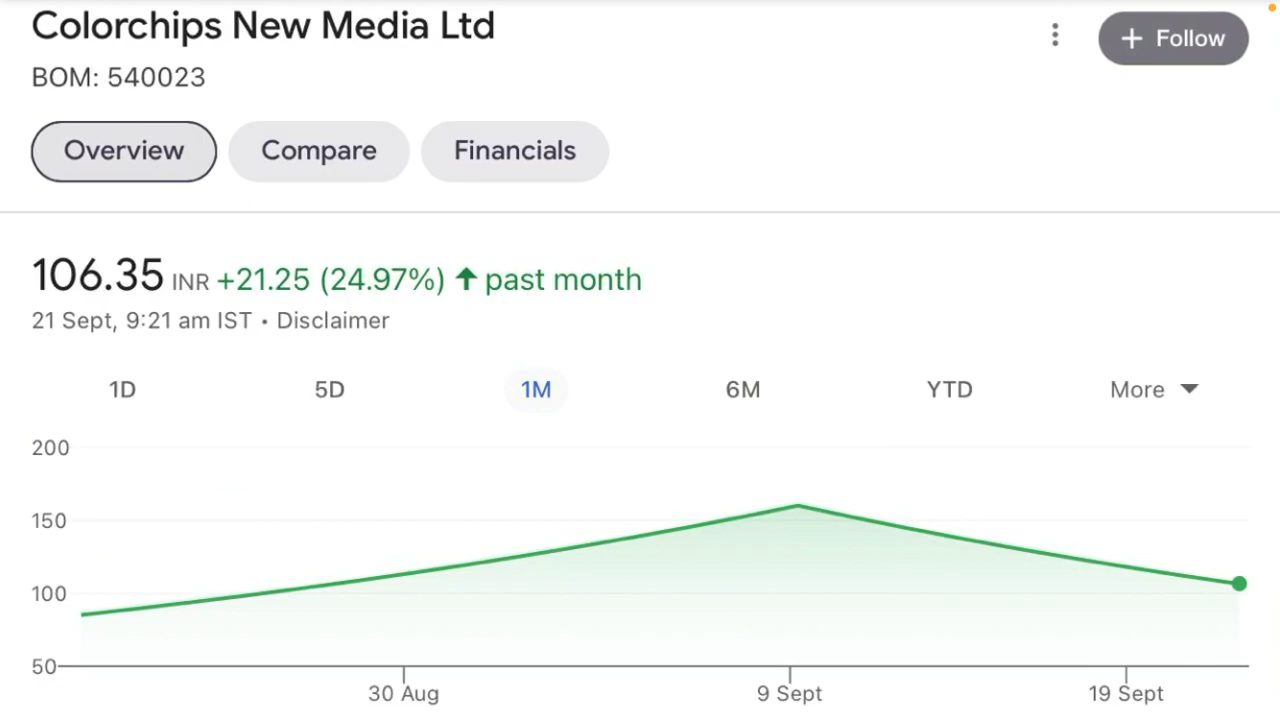 Colorchips New Media Ltd
+ Follow
BOM: 540023
Overview Compare Financials
106.35 INR +21.25 (24.97%) ↑ past month
21 Sept, 9:21 am IST • Disclaimer
1D 5D 1M 6M YTD More
200
150
100
50
30 Aug 9 Sept 19 Sept